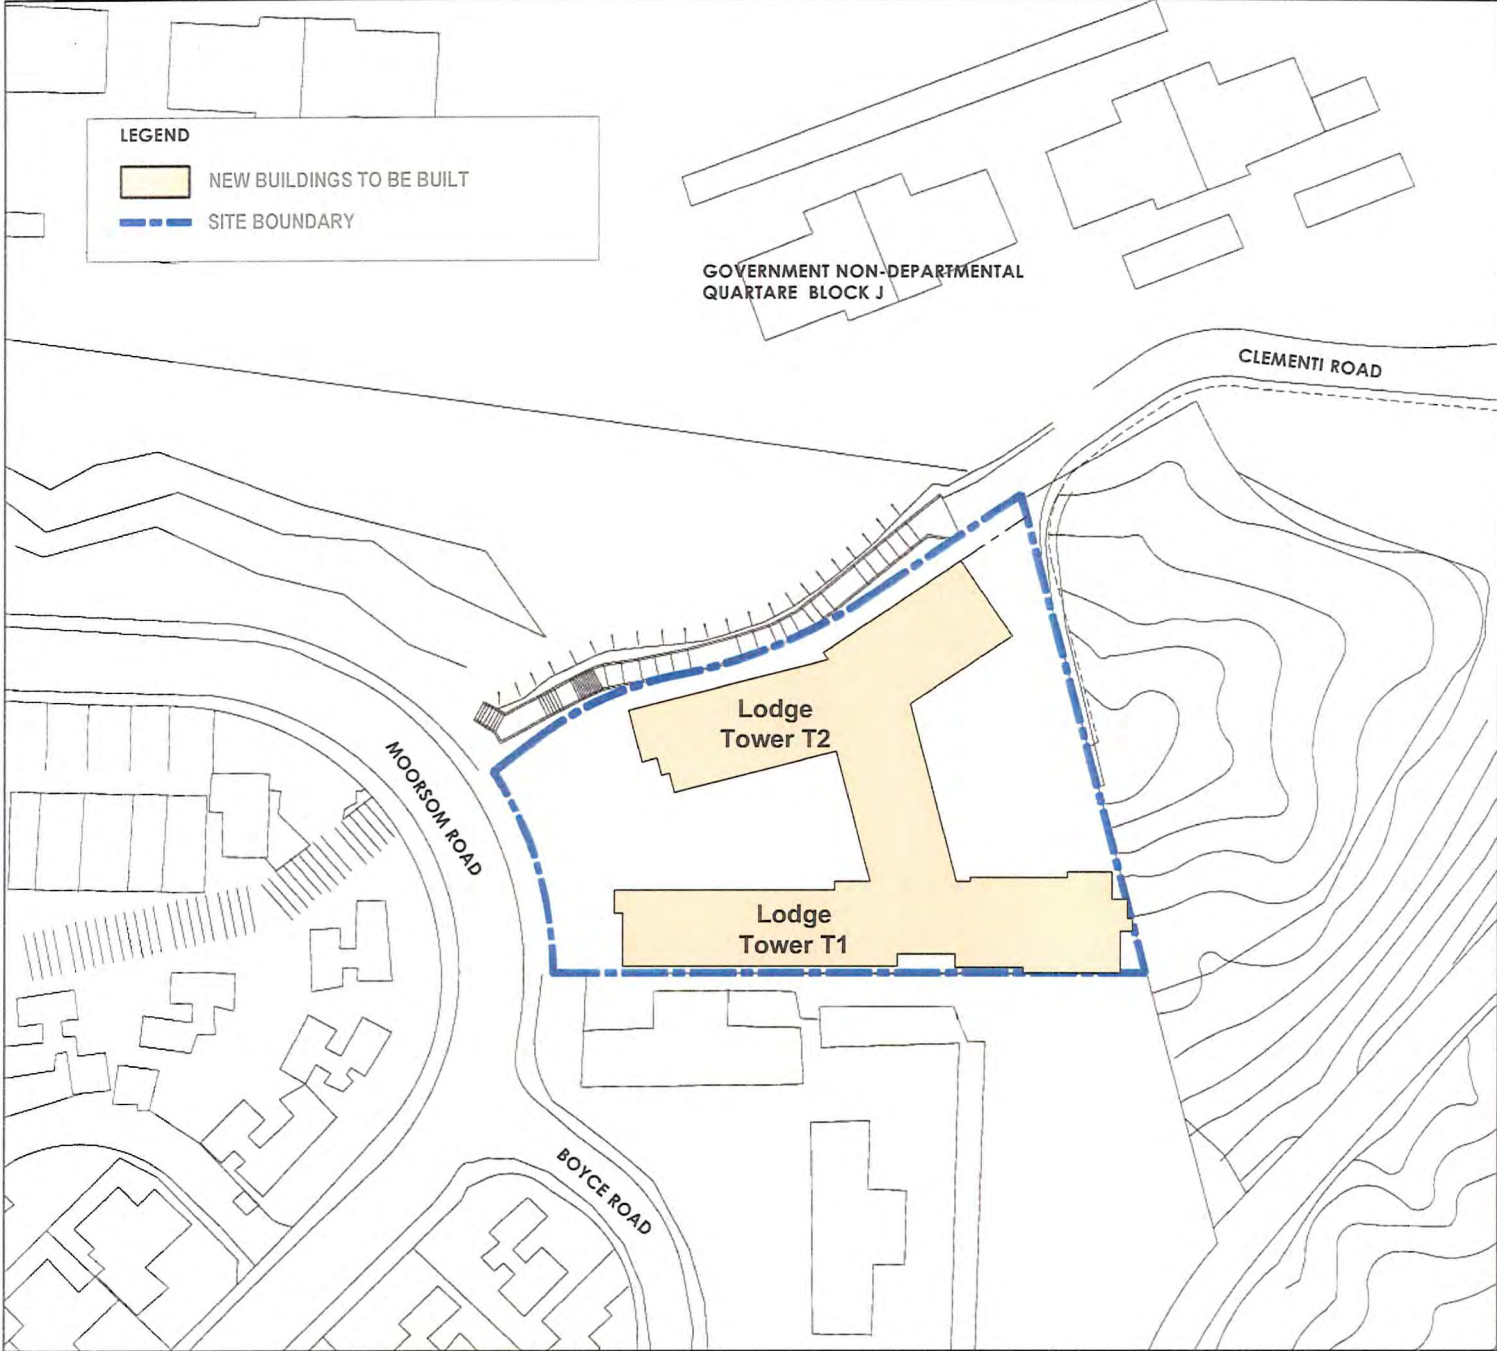 LEGEND
NEW BUILDINGS TO BE BUILT
SITE BOUNDARY
GOVERNMENT NON-DEPARTMENTAL
QUARTARE BLOCK J
CLEMENTI ROAD
Lodge
Tower T2
MOORSOM ROAD
Lodge
Tower T1
BOYCE ROAD